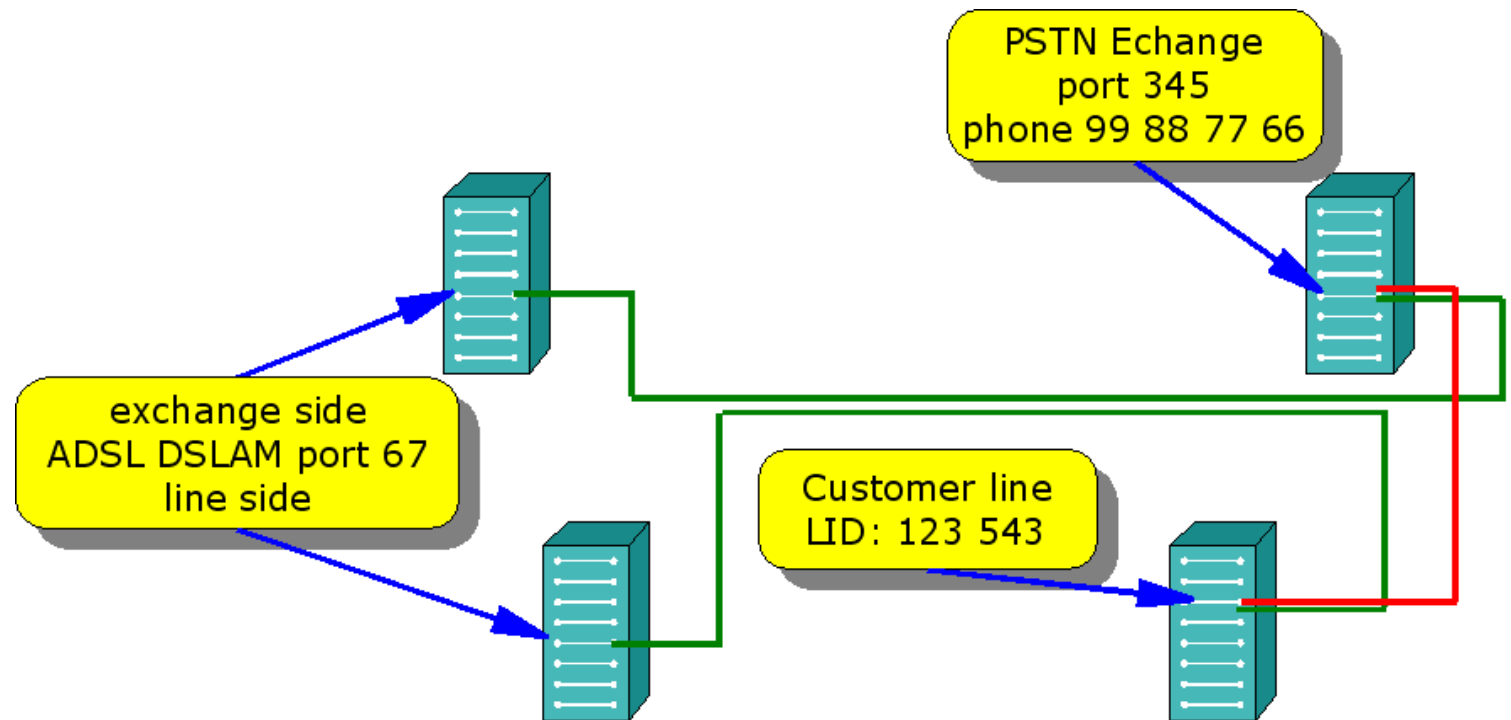 PSTN Echange
port 345
phone 99 88 77 66
exchange side
ADSL DSLAM port 67
line side
Customer line
LID: 123 543